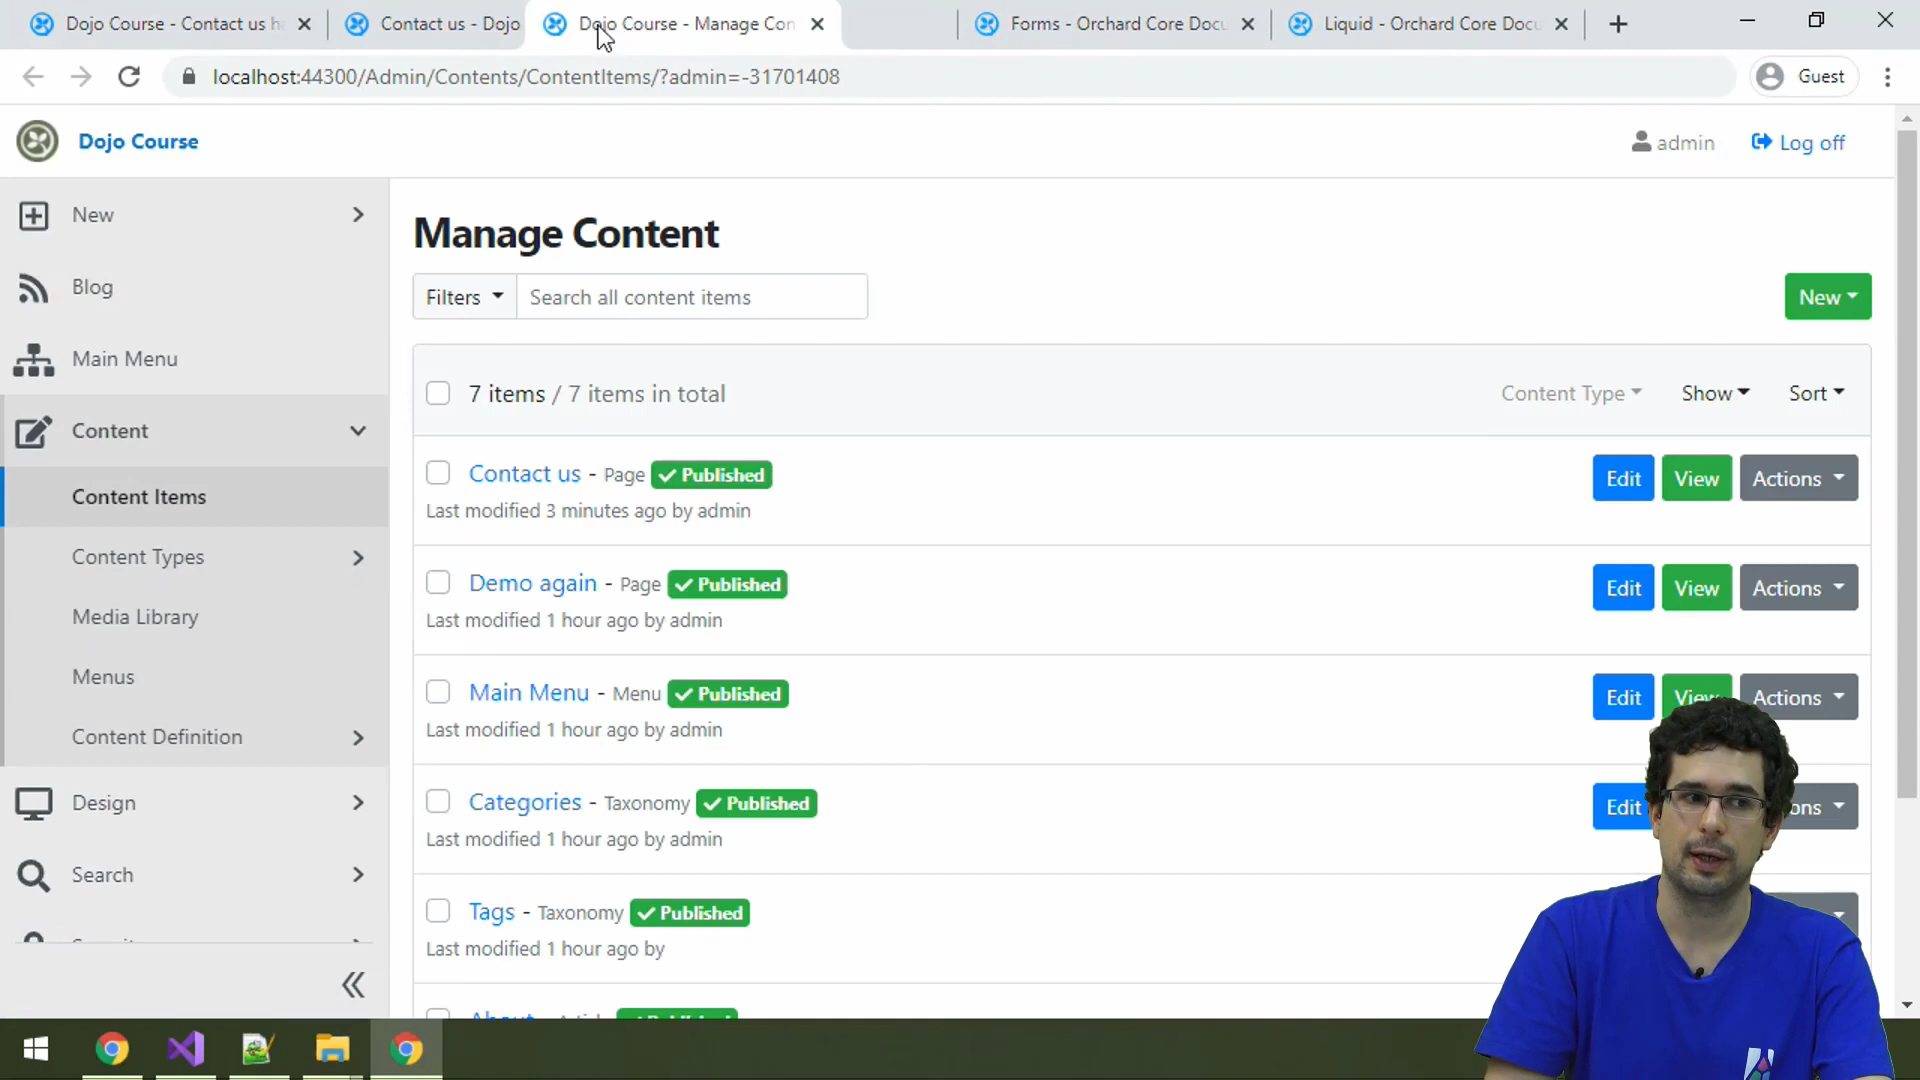 Dojo Course - Contact us ha
Contact us - Dojo
Dojo Course - Manage Con
Forms - Orchard Core Docu
Liquid - Orchard Core Docu
localhost:44300/Admin/Contents/ContentItems/?admin=-31701408
Guest
Dojo Course
admin
Log off
New
Blog
Main Menu
Content
Content Items
Content Types
Media Library
Menus
Content Definition
Design
Search
Manage Content
Filters
Search all content items
New
7 items / 7 items in total
Content Type
Show
Sort
Contact us - Page Published
Last modified 3 minutes ago by admin
Edit View Actions
Demo again - Page Published
Last modified 1 hour ago by admin
Edit View Actions
Main Menu - Menu Published
Last modified 1 hour ago by admin
Edit View Actions
Categories - Taxonomy Published
Last modified 1 hour ago by admin
Edit
Tags - Taxonomy Published
Last modified 1 hour ago by